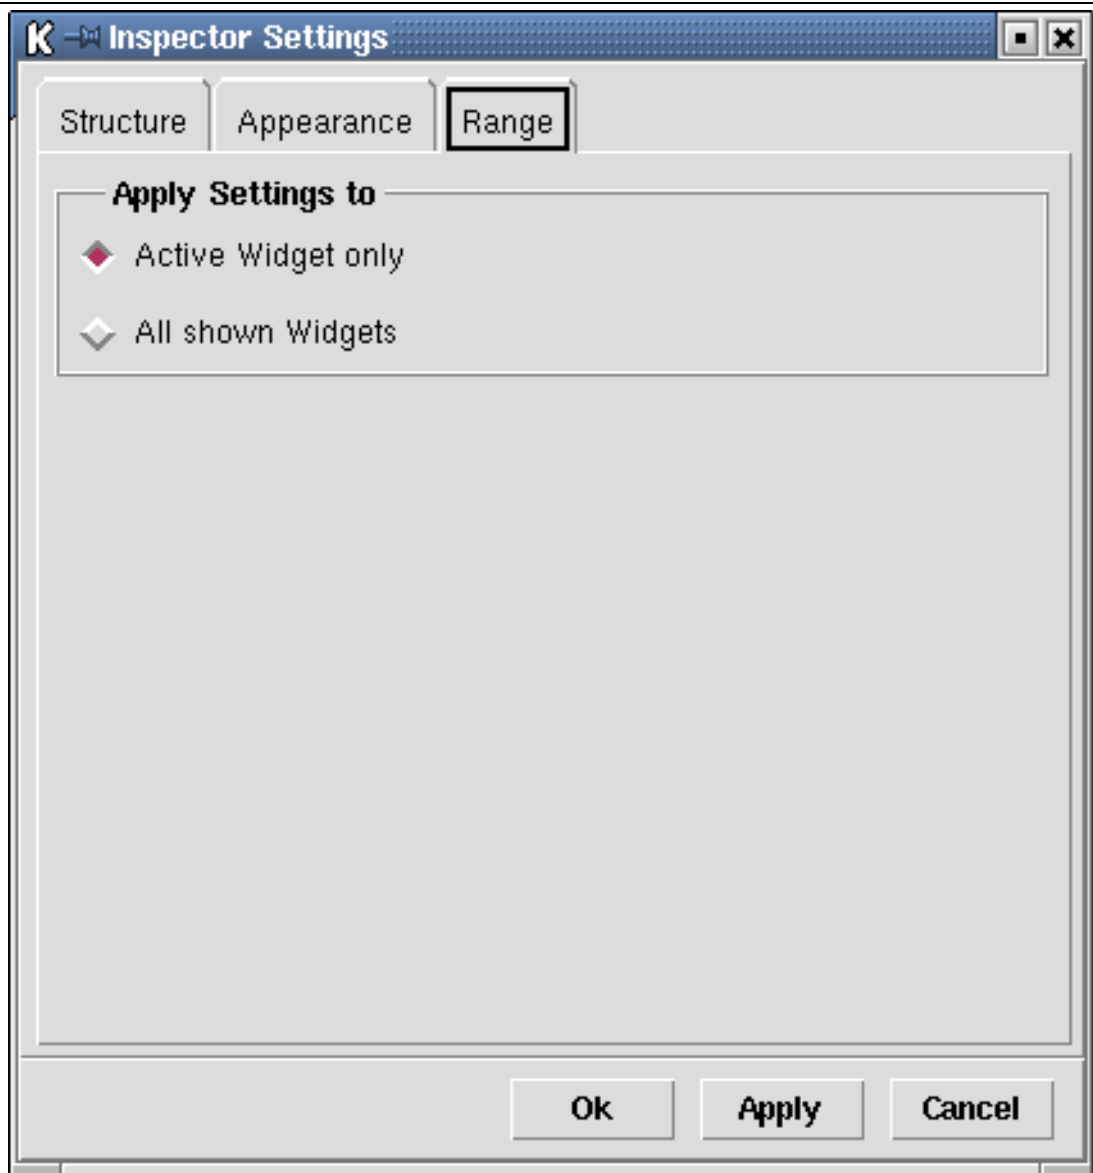 K Inspector Settings
Structure Appearance Range
Apply Settings to
Active Widget only
All shown Widgets
Ok Apply Cancel